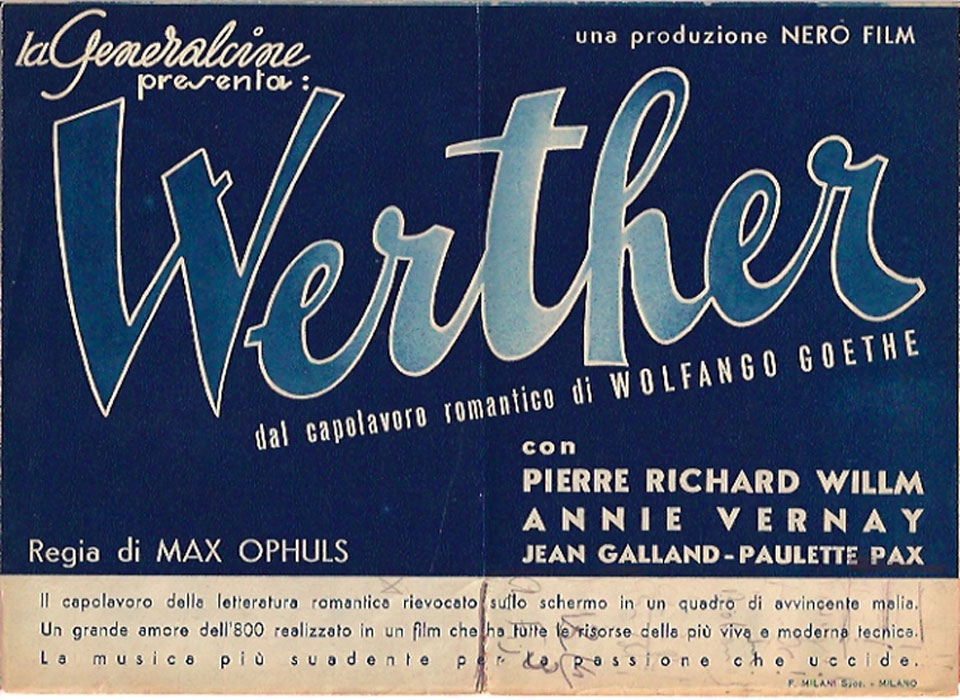 la Generalcine
presenta:
una produzione NERO FILM
Werther
dal capolavoro romantico di WOLFANGO GOETHE
con
PIERRE RICHARD WILLM
ANNIE VERNAY
JEAN GALLAND - PAULETTE PAX
Regia di MAX OPHULS
Il capolavoro della letteratura romantica rievocato sullo schermo in un quadro di avvincente malia.
Un grande amore dell'800 realizzato in un film che ha tutte le risorse della più viva e moderna tecnica.
La musica più suadente per la passione che uccide.
F. MILANI Succ. - MILANO